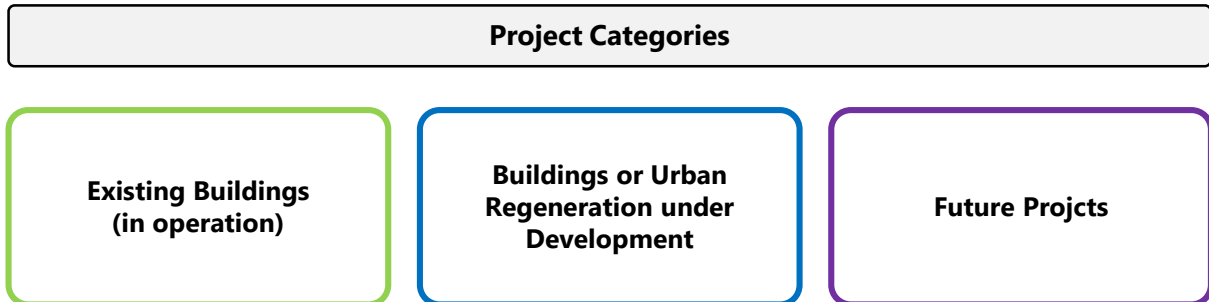 Project Categories
Existing Buildings
(in operation)
Buildings or Urban
Regeneration under
Development
Future Projcts